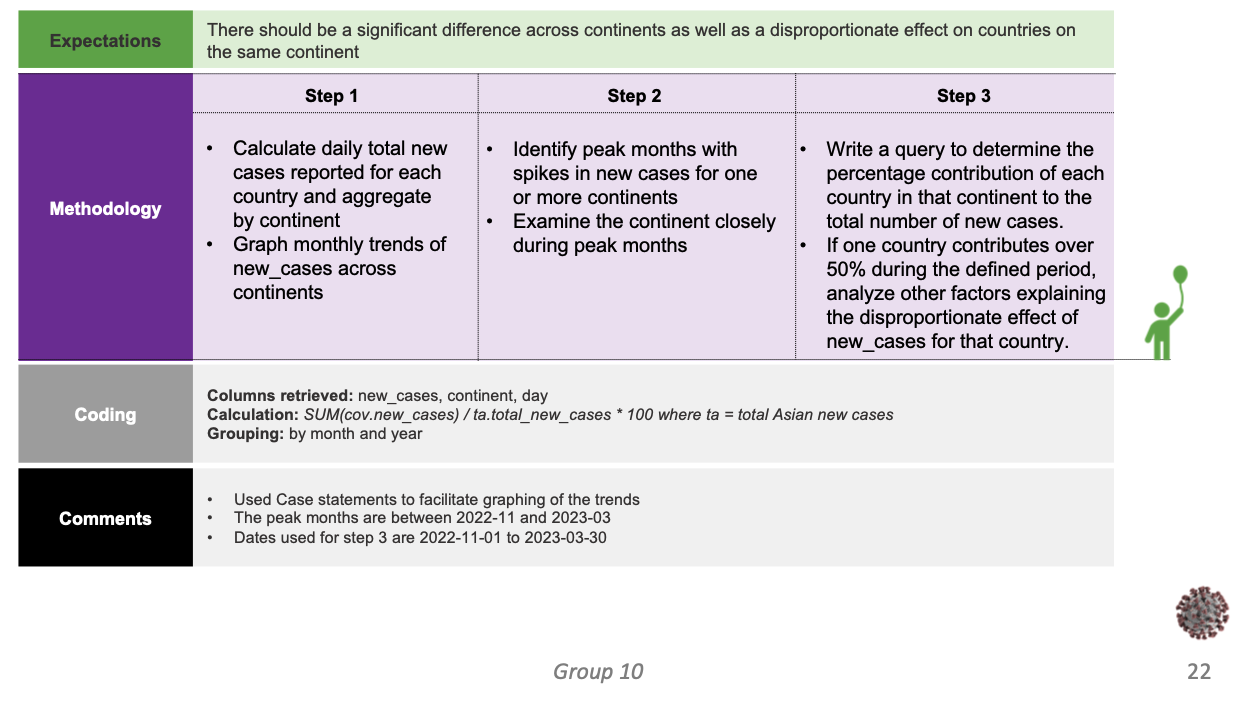 Expectations
There should be a significant difference across continents as well as a disproportionate effect on countries on
the same continent
Methodology
Step 1
• Calculate daily total new
cases reported for each
country and aggregate
by continent
• Graph monthly trends of
new_cases across
continents
Step 2
• Identify peak months with
spikes in new cases for one
or more continents
• Examine the continent closely
during peak months
Step 3
• Write a query to determine the
percentage contribution of each
country in that continent to the
total number of new cases.
• If one country contributes over
50% during the defined period,
analyze other factors explaining
the disproportionate effect of
new_cases for that country.
Coding
Columns retrieved: new_cases, continent, day
Calculation: SUM(cov.new_cases) / ta.total_new_cases * 100 where ta = total Asian new cases
Grouping: by month and year
Comments
• Used Case statements to facilitate graphing of the trends
• The peak months are between 2022-11 and 2023-03
• Dates used for step 3 are 2022-11-01 to 2023-03-30
Group 10
22